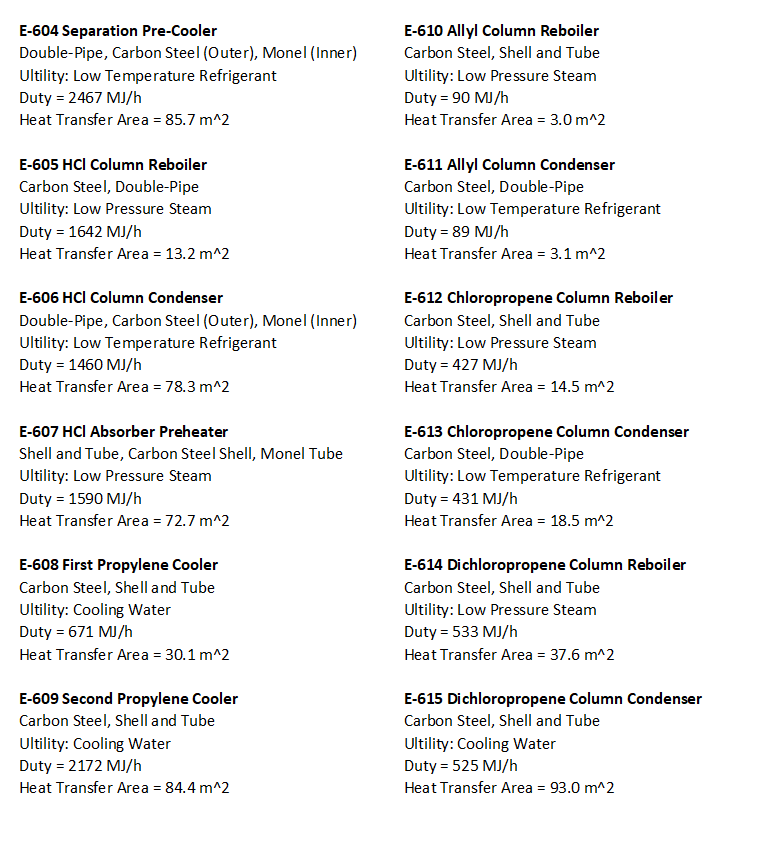 E-604 Separation Pre-Cooler
Double-Pipe, Carbon Steel (Outer), Monel (Inner)
Ultility: Low Temperature Refrigerant
Duty = 2467 MJ/h
Heat Transfer Area = 85.7 m^2
E-605 HCl Column Reboiler
Carbon Steel, Double-Pipe
Ultility: Low Pressure Steam
Duty = 1642 MJ/h
Heat Transfer Area = 13.2 m^2
E-606 HCl Column Condenser
Double-Pipe, Carbon Steel (Outer), Monel (Inner)
Ultility: Low Temperature Refrigerant
Duty = 1460 MJ/h
Heat Transfer Area = 78.3 m^2
E-607 HCl Absorber Preheater
Shell and Tube, Carbon Steel Shell, Monel Tube
Ultility: Low Pressure Steam
Duty = 1590 MJ/h
Heat Transfer Area = 72.7 m^2
E-608 First Propylene Cooler
Carbon Steel, Shell and Tube
Ultility: Cooling Water
Duty = 671 MJ/h
Heat Transfer Area = 30.1 m^2
E-609 Second Propylene Cooler
Carbon Steel, Shell and Tube
Ultility: Cooling Water
Duty = 2172 MJ/h
Heat Transfer Area = 84.4 m^2
E-610 Allyl Column Reboiler
Carbon Steel, Shell and Tube
Ultility: Low Pressure Steam
Duty = 90 MJ/h
Heat Transfer Area = 3.0 m^2
E-611 Allyl Column Condenser
Carbon Steel, Double-Pipe
Ultility: Low Temperature Refrigerant
Duty = 89 MJ/h
Heat Transfer Area = 3.1 m^2
E-612 Chloropropene Column Reboiler
Carbon Steel, Shell and Tube
Ultility: Low Pressure Steam
Duty = 427 MJ/h
Heat Transfer Area = 14.5 m^2
E-613 Chloropropene Column Condenser
Carbon Steel, Double-Pipe
Ultility: Low Temperature Refrigerant
Duty = 431 MJ/h
Heat Transfer Area = 18.5 m^2
E-614 Dichloropropene Column Reboiler
Carbon Steel, Shell and Tube
Ultility: Low Pressure Steam
Duty = 533 MJ/h
Heat Transfer Area = 37.6 m^2
E-615 Dichloropropene Column Condenser
Carbon Steel, Shell and Tube
Ultility: Cooling Water
Duty = 525 MJ/h
Heat Transfer Area = 93.0 m^2